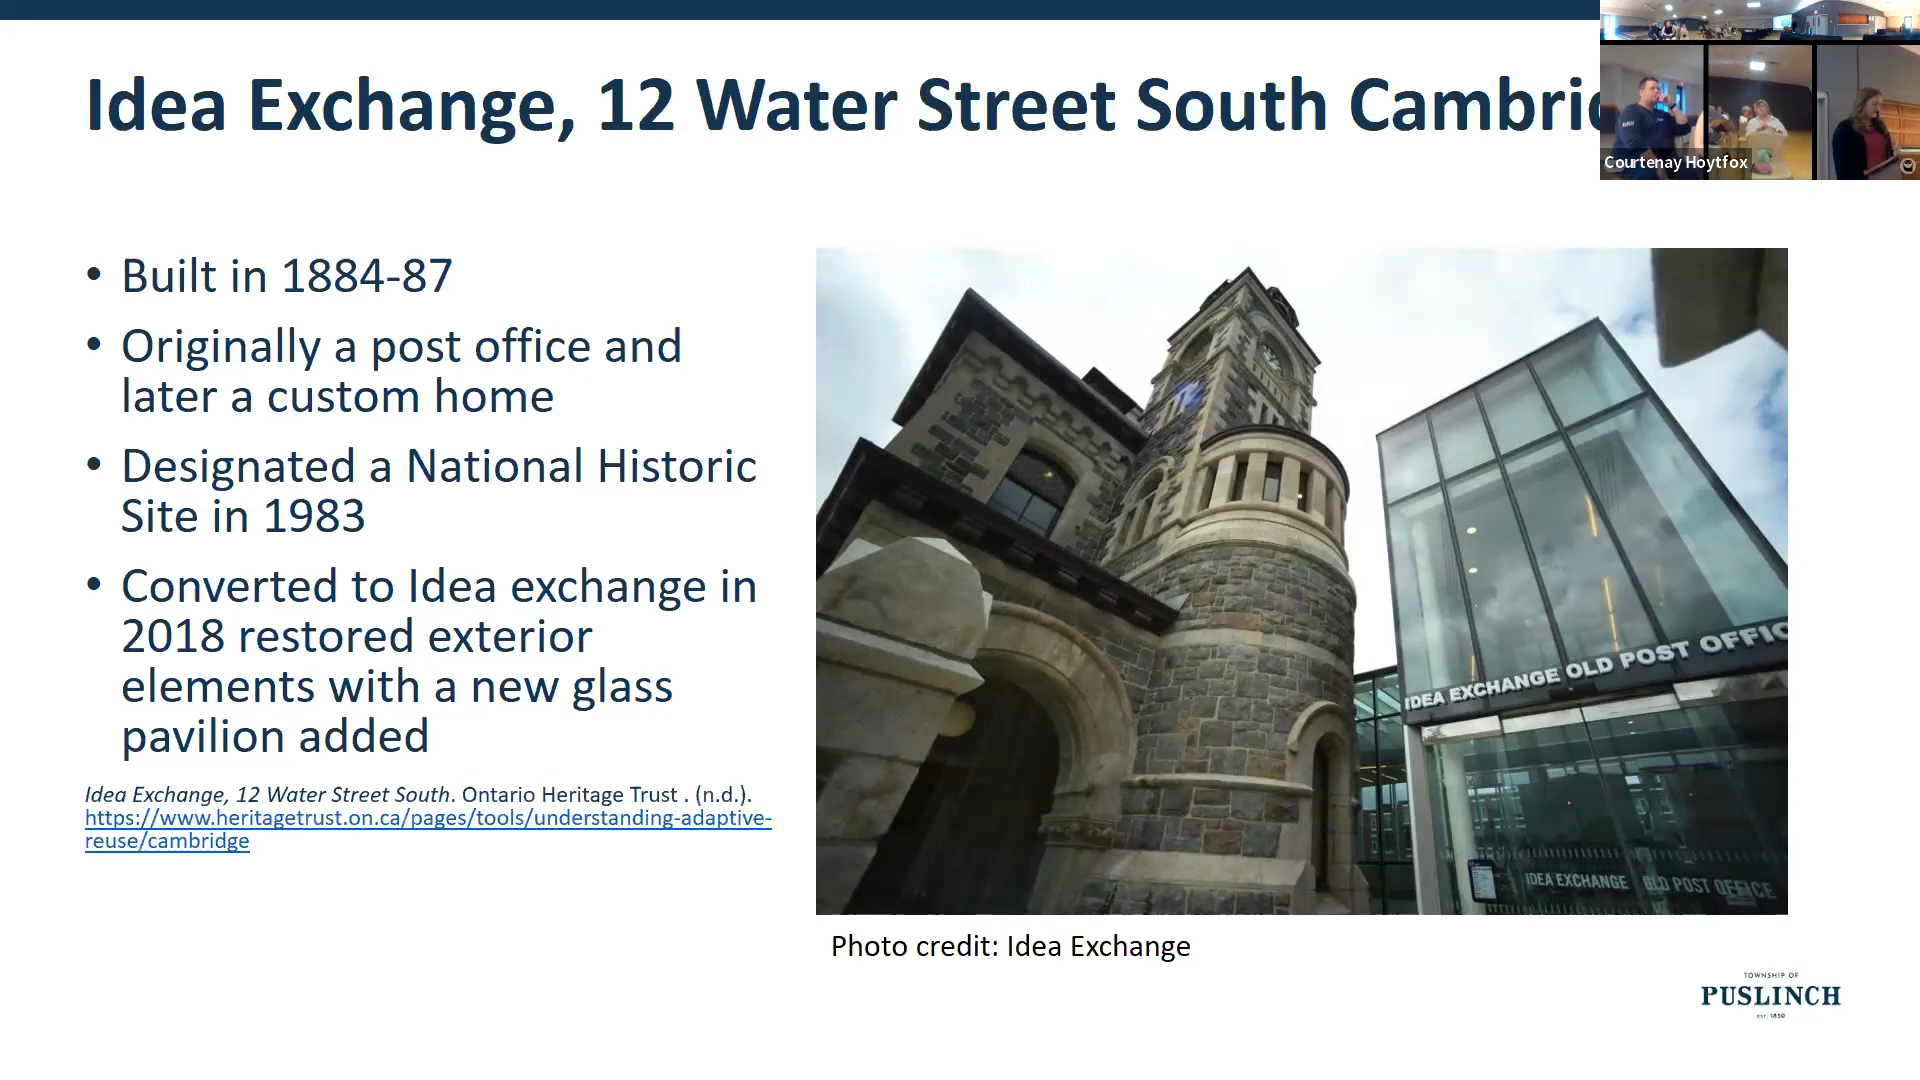 Idea Exchange, 12 Water Street South Cambrid
Courtenay Hoytfox
• Built in 1884-87
• Originally a post office and
later a custom home
• Designated a National Historic
Site in 1983
• Converted to Idea exchange in
2018 restored exterior
elements with a new glass
pavilion added
Idea Exchange, 12 Water Street South. Ontario Heritage Trust . (n.d.).
https://www.heritagetrust.on.ca/pages/tools/understanding-adaptive-
reuse/cambridge
IDEA EXCHANGE OLD POST OFFIC
IDEA EXCHANGE OLD POST OFFICE
Photo credit: Idea Exchange
TOWNSHIP OF
PUSLINCH
EST. 1850